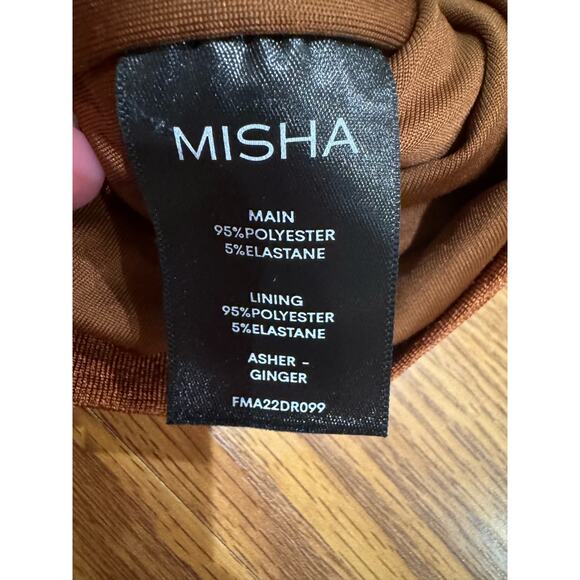 MISHA
MAIN
95%POLYESTER
5%ELASTANE
LINING
95%POLYESTER
5%ELASTANE
ASHER -
GINGER
FMA22DR099